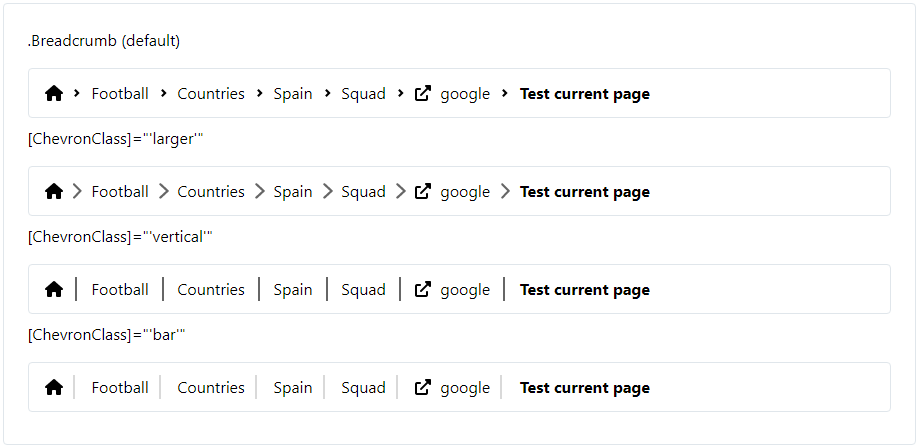 .Breadcrumb (default)
Football Countries Spain Squad google Test current page
[ChevronClass]="'larger'"
Football Countries Spain Squad google Test current page
[ChevronClass]="'vertical'"
Football Countries Spain Squad google Test current page
[ChevronClass]="'bar'"
Football Countries Spain Squad google Test current page